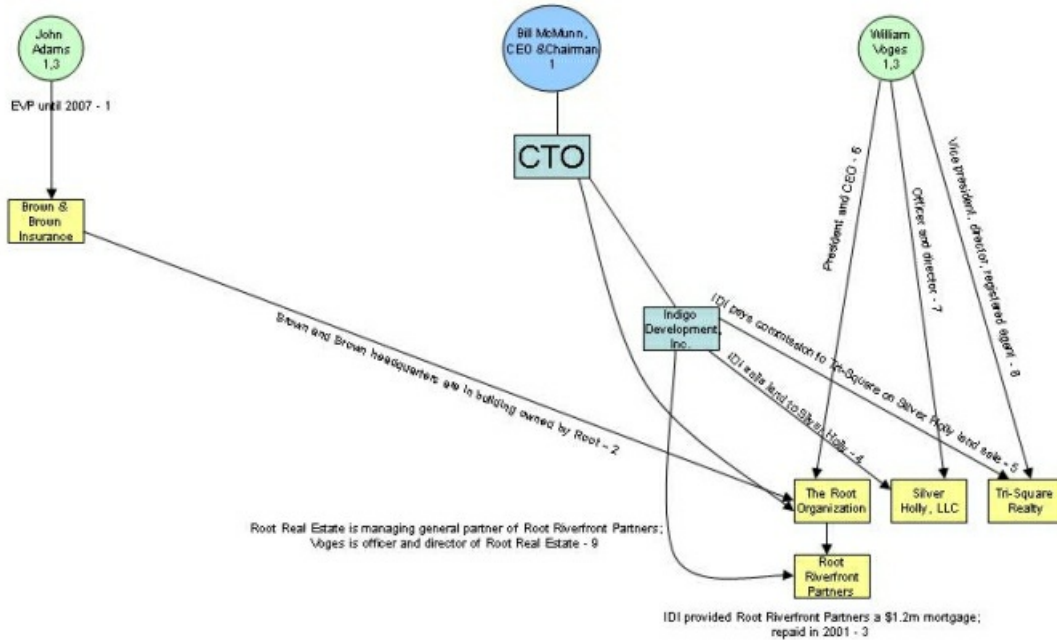 John
Adams
1,3
Bill McMunn,
CEO & Chairman
1
William
Voges
1,3
EVP until 2007 - 1
CTO
Brown &
Brown
Insurance
President and CEO - 6
Officer and director - 7
Vice president, director, registered agent - 8
Indigo
Development,
Inc.
IDI pays commission to Tri-Square on Silver Holly land sale - 5
IDI sells land to Silver Holly - 4
Brown and Brown headquarters are in building owned by Root - 2
The Root
Organization
Silver
Holly, LLC
Tri-Square
Realty
Root Real Estate is managing general partner of Root Riverfront Partners;
Voges is officer and director of Root Real Estate - 9
Root
Riverfront
Partners
IDI provided Root Riverfront Partners a $1.2m mortgage;
repaid in 2001 - 3